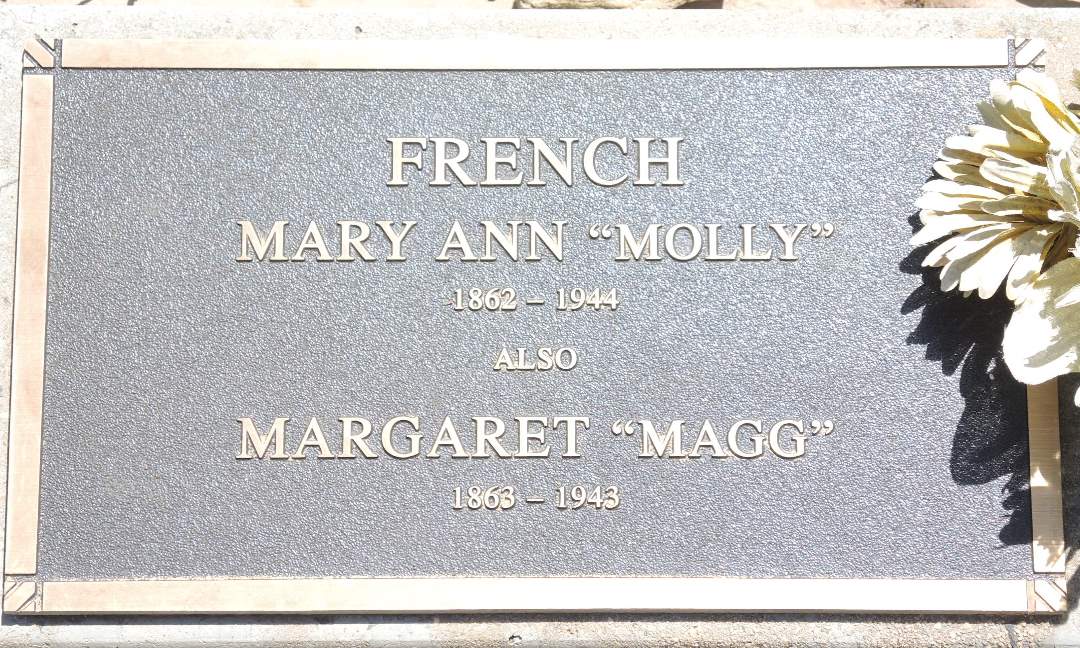 FRENCH
MARY ANN “MOLLY”
1862 – 1944
ALSO
MARGARET “MAGG”
1863 – 1943